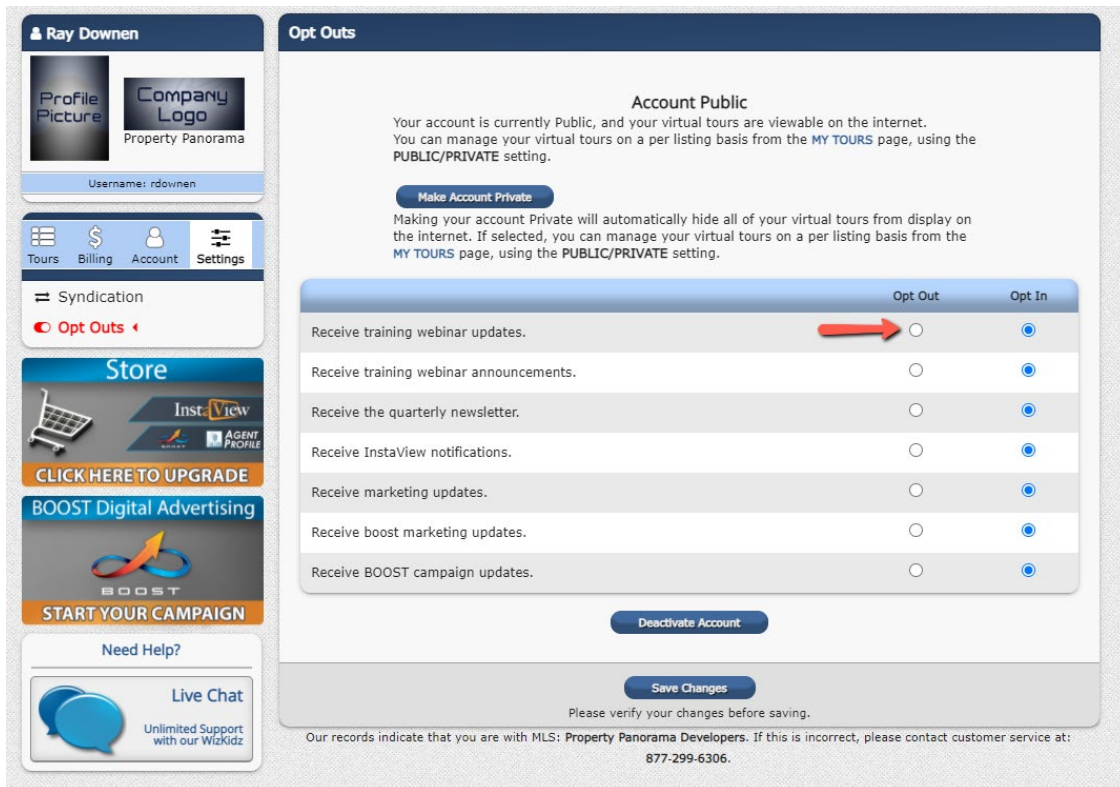 Ray Downen
Profile
Picture
Company
Logo
Property Panorama
Username: rdownen
Tours Billing Account Settings
Syndication
Opt Outs
Store
InstaView
BOOST
AGENT
PROFILE
CLICK HERE TO UPGRADE
BOOST Digital Advertising
BOOST
START YOUR CAMPAIGN
Need Help?
Live Chat
Unlimited Support
with our WizKidz
Opt Outs
Account Public
Your account is currently Public, and your virtual tours are viewable on the internet.
You can manage your virtual tours on a per listing basis from the MY TOURS page, using the
PUBLIC/PRIVATE setting.
Make Account Private
Making your account Private will automatically hide all of your virtual tours from display on
the internet. If selected, you can manage your virtual tours on a per listing basis from the
MY TOURS page, using the PUBLIC/PRIVATE setting.
Opt Out Opt In
Receive training webinar updates.
Receive training webinar announcements.
Receive the quarterly newsletter.
Receive InstaView notifications.
Receive marketing updates.
Receive boost marketing updates.
Receive BOOST campaign updates.
Deactivate Account
Save Changes
Please verify your changes before saving.
Our records indicate that you are with MLS: Property Panorama Developers. If this is incorrect, please contact customer service at:
877-299-6306.